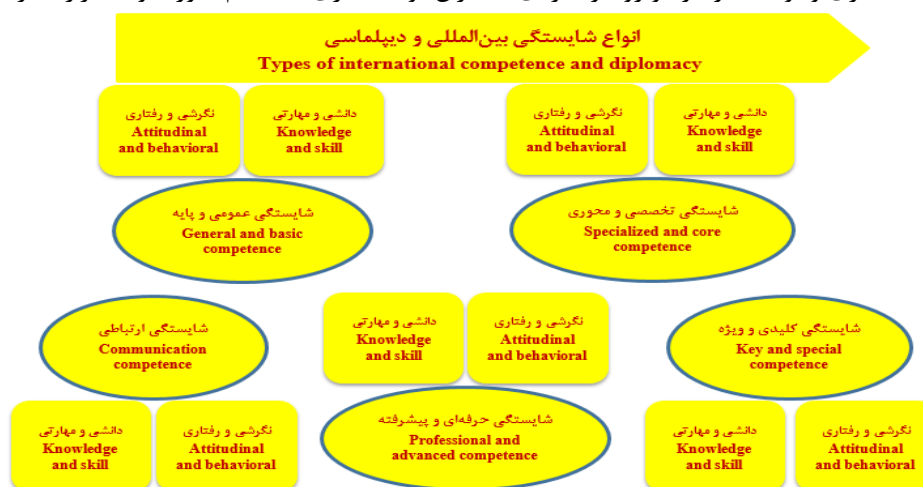 انواع شایستگی بین‌المللی و دیپلماسی
Types of international competence and diplomacy
نگرشی و رفتاری
Attitudinal
and behavioral
دانشی و مهارتی
Knowledge
and skill
نگرشی و رفتاری
Attitudinal
and behavioral
دانشی و مهارتی
Knowledge
and skill
شایستگی عمومی و پایه
General and basic
competence
شایستگی تخصصی و محوری
Specialized and core
competence
شایستگی ارتباطی
Communication
competence
دانشی و مهارتی
Knowledge
and skill
نگرشی و رفتاری
Attitudinal
and behavioral
شایستگی کلیدی و ویژه
Key and special
competence
دانشی و مهارتی
Knowledge
and skill
نگرشی و رفتاری
Attitudinal
and behavioral
شایستگی حرفه‌ای و پیشرفته
Professional and
advanced competence
دانشی و مهارتی
Knowledge
and skill
نگرشی و رفتاری
Attitudinal
and behavioral